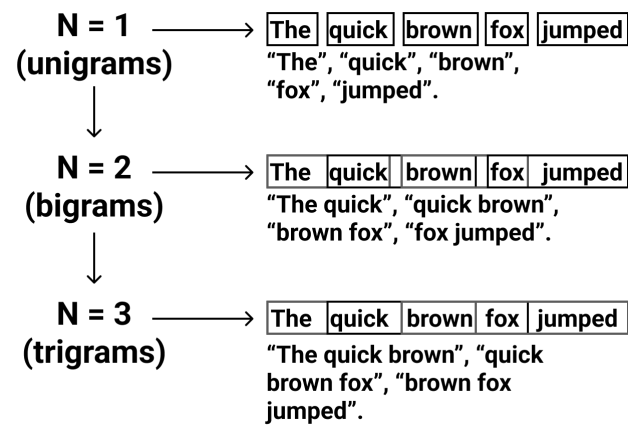 N = 1
(unigrams)
The quick brown fox jumped
“The”, “quick”, “brown”,
“fox”, “jumped”.
N = 2
(bigrams)
The quick brown fox jumped
“The quick”, “quick brown”,
“brown fox”, “fox jumped”.
N = 3
(trigrams)
The quick brown fox jumped
“The quick brown”, “quick
brown fox”, “brown fox
jumped”.